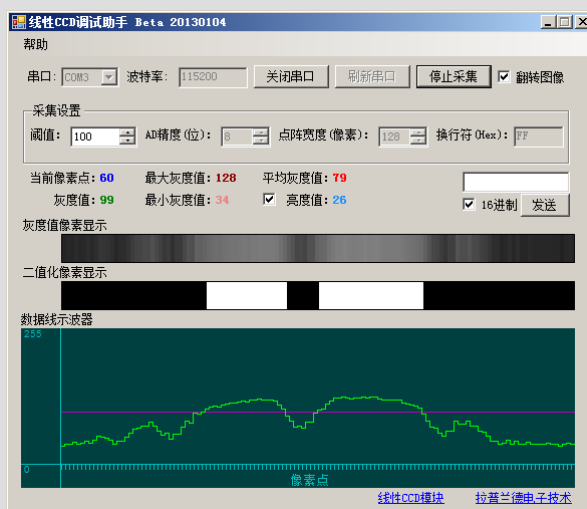 线性CCD调试助手 Beta 20130104
帮助
串口: COM3 波特率: 115200 关闭串口 刷新串口 停止采集 翻转图像
采集设置
阈值: 100 AD精度(位): 8 点阵宽度(像素): 128 换行符(Hex): FF
当前像素点: 60 最大灰度值: 128 平均灰度值: 79
灰度值: 99 最小灰度值: 34 亮度值: 26 16进制 发送
灰度值像素显示
二值化像素显示
数据线示波器
255
0
像素点
线性CCD模块 拉普兰德电子技术